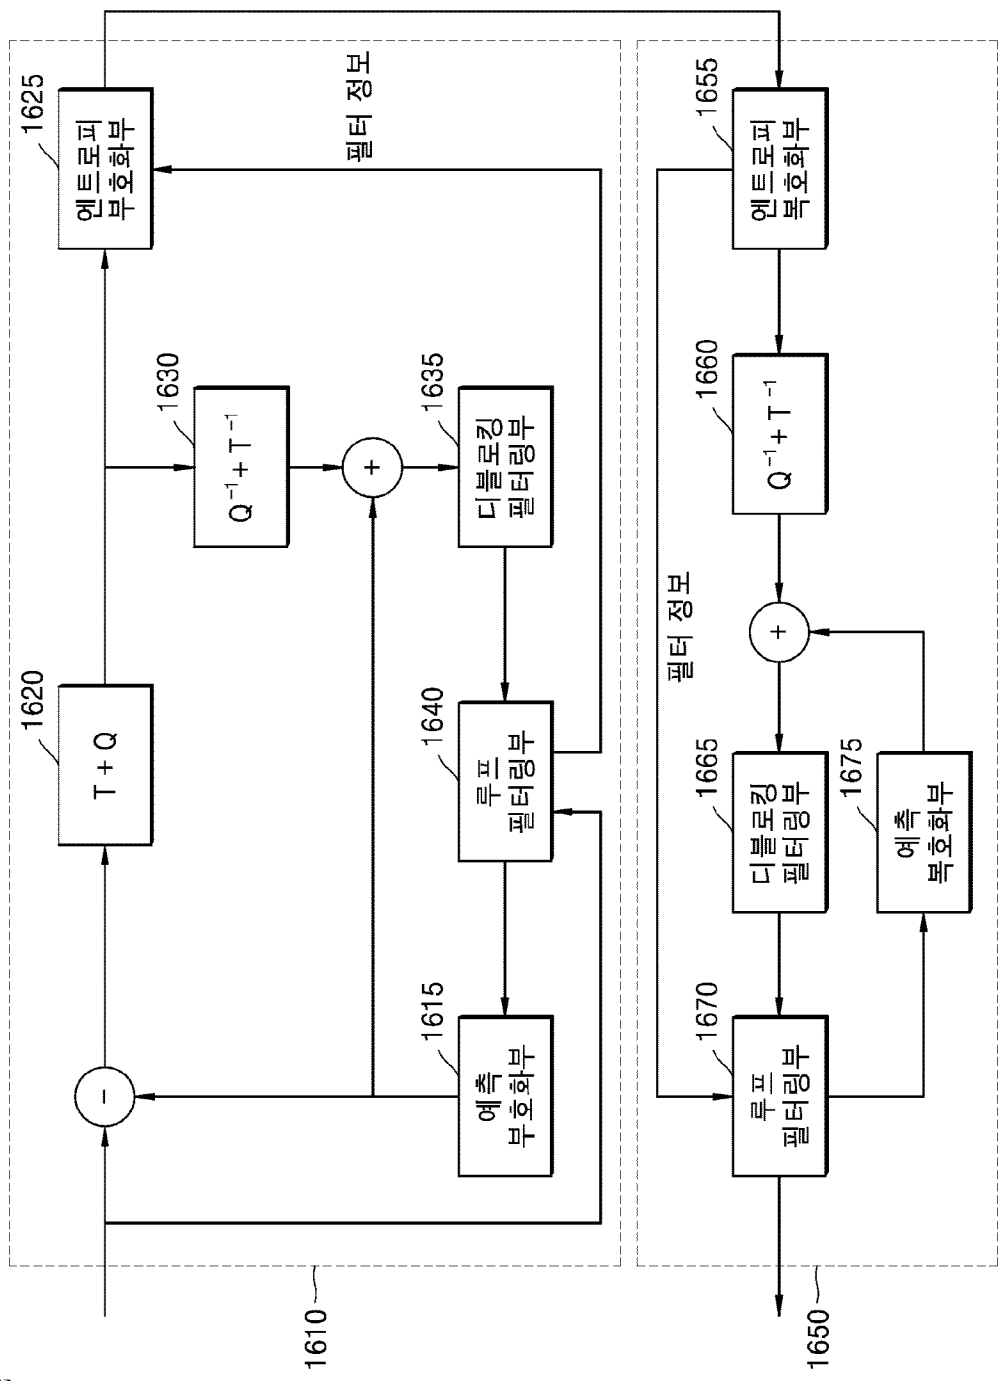 1610
1620
T + Q
1625
엔트로피
부호화부
1630
Q⁻¹ + T⁻¹
필터 정보
+
-
1615
예측
부호화부
1640
루프
필터링부
1635
디블로킹
필터링부
1650
필터 정보
1670
루프
필터링부
1665
디블로킹
필터링부
+
1660
Q⁻¹ + T⁻¹
1655
엔트로피
복호화부
1675
예측
복호화부